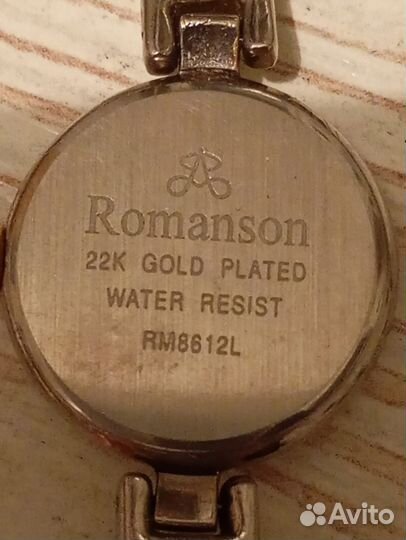 Romanson
22K GOLD PLATED
WATER RESIST
RM8612L
Avito